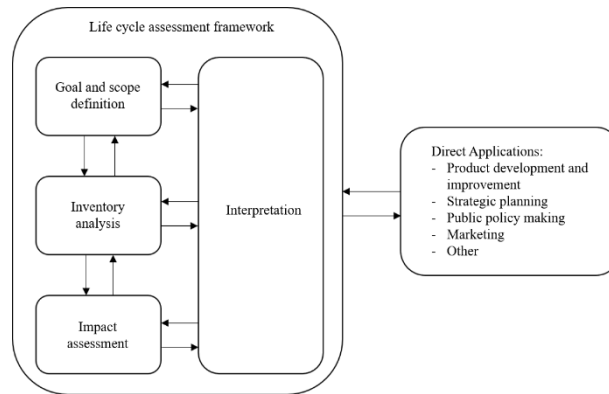 Life cycle assessment framework
Goal and scope
definition
Inventory
analysis
Impact
assessment
Interpretation
Direct Applications:
- Product development and
improvement
- Strategic planning
- Public policy making
- Marketing
- Other